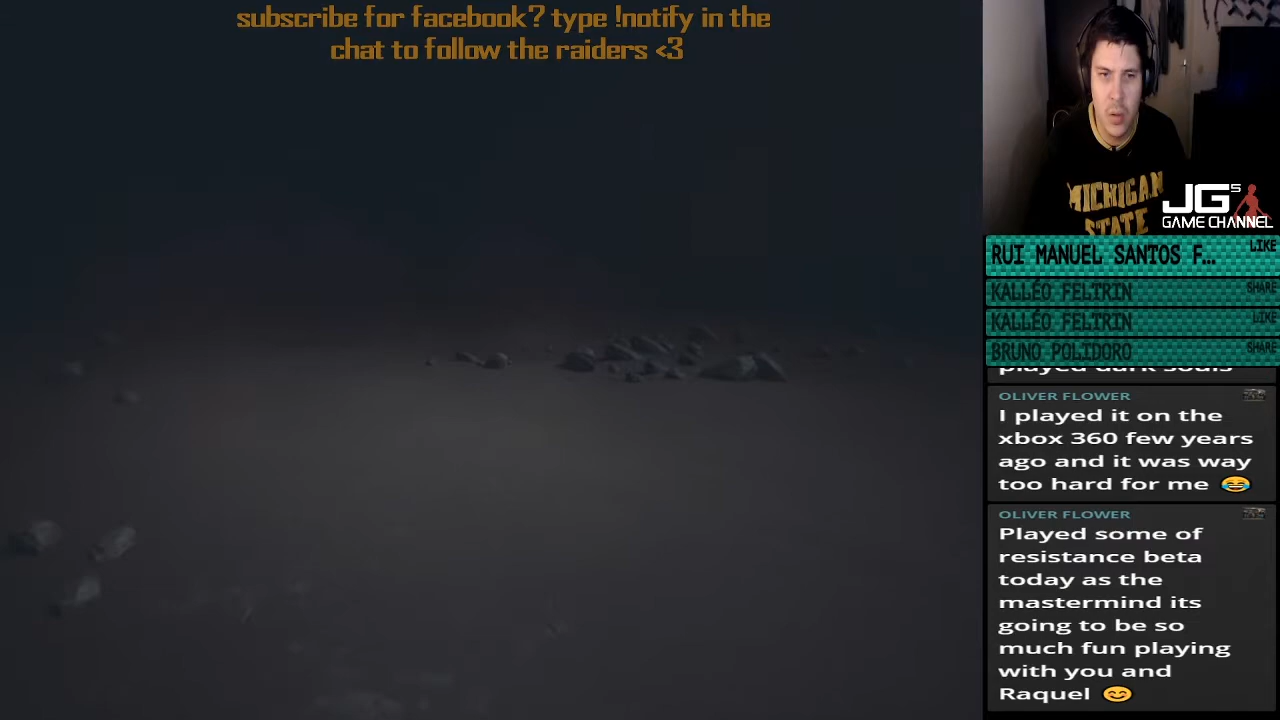 subscribe for facebook? type !notify in the
chat to follow the raiders <3
MICHIGAN
STATE
JG5
GAME CHANNEL
RUI MANUEL SANTOS F... LIKE
KALLÉO FELTRIN SHARE
KALLÉO FELTRIN LIKE
BRUNO POLIDORO SHARE
played dark souls
OLIVER FLOWER
I played it on the
xbox 360 few years
ago and it was way
too hard for me 😂
OLIVER FLOWER
Played some of
resistance beta
today as the
mastermind its
going to be so
much fun playing
with you and
Raquel 😊